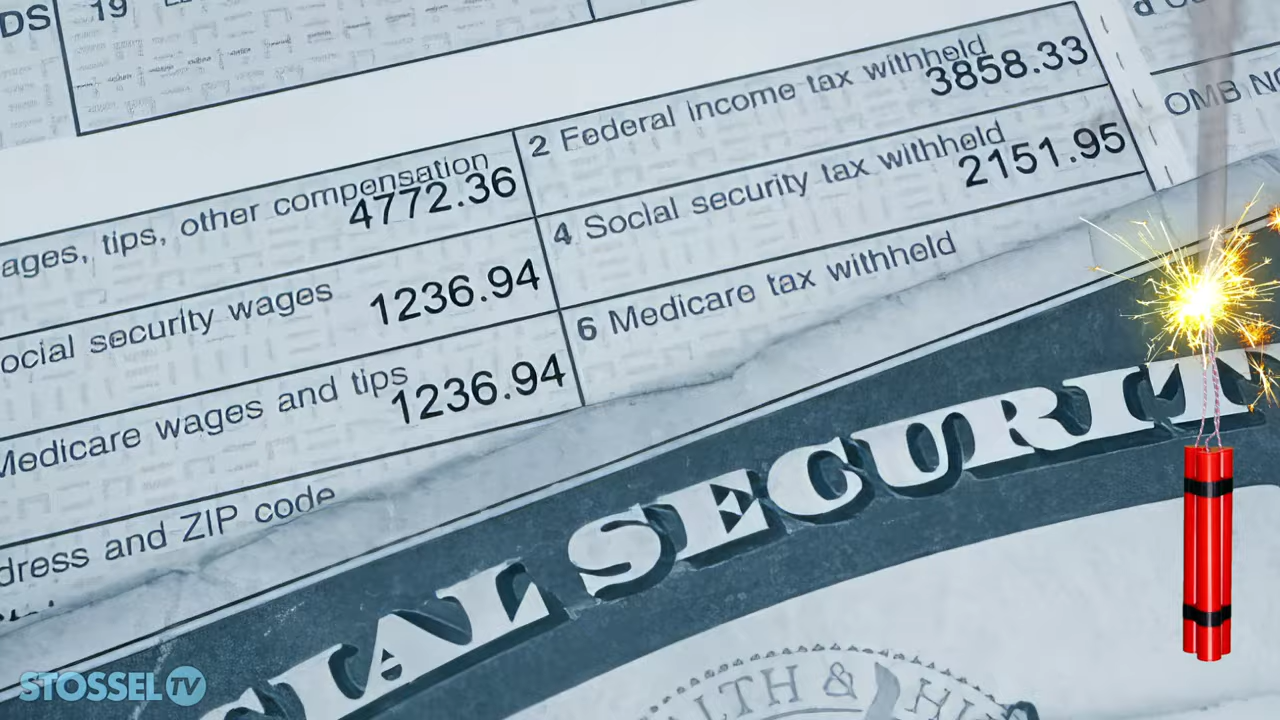 DS
19
ages, tips, other compensation
4772.36
2 Federal income tax withheld
3858.33
OMB NO
ocial security wages
1236.94
4 Social security tax withheld
2151.95
Medicare wages and tips
1236.94
6 Medicare tax withheld
dress and ZIP code
IAL SECURIT
LTH &
STOSSEL TV